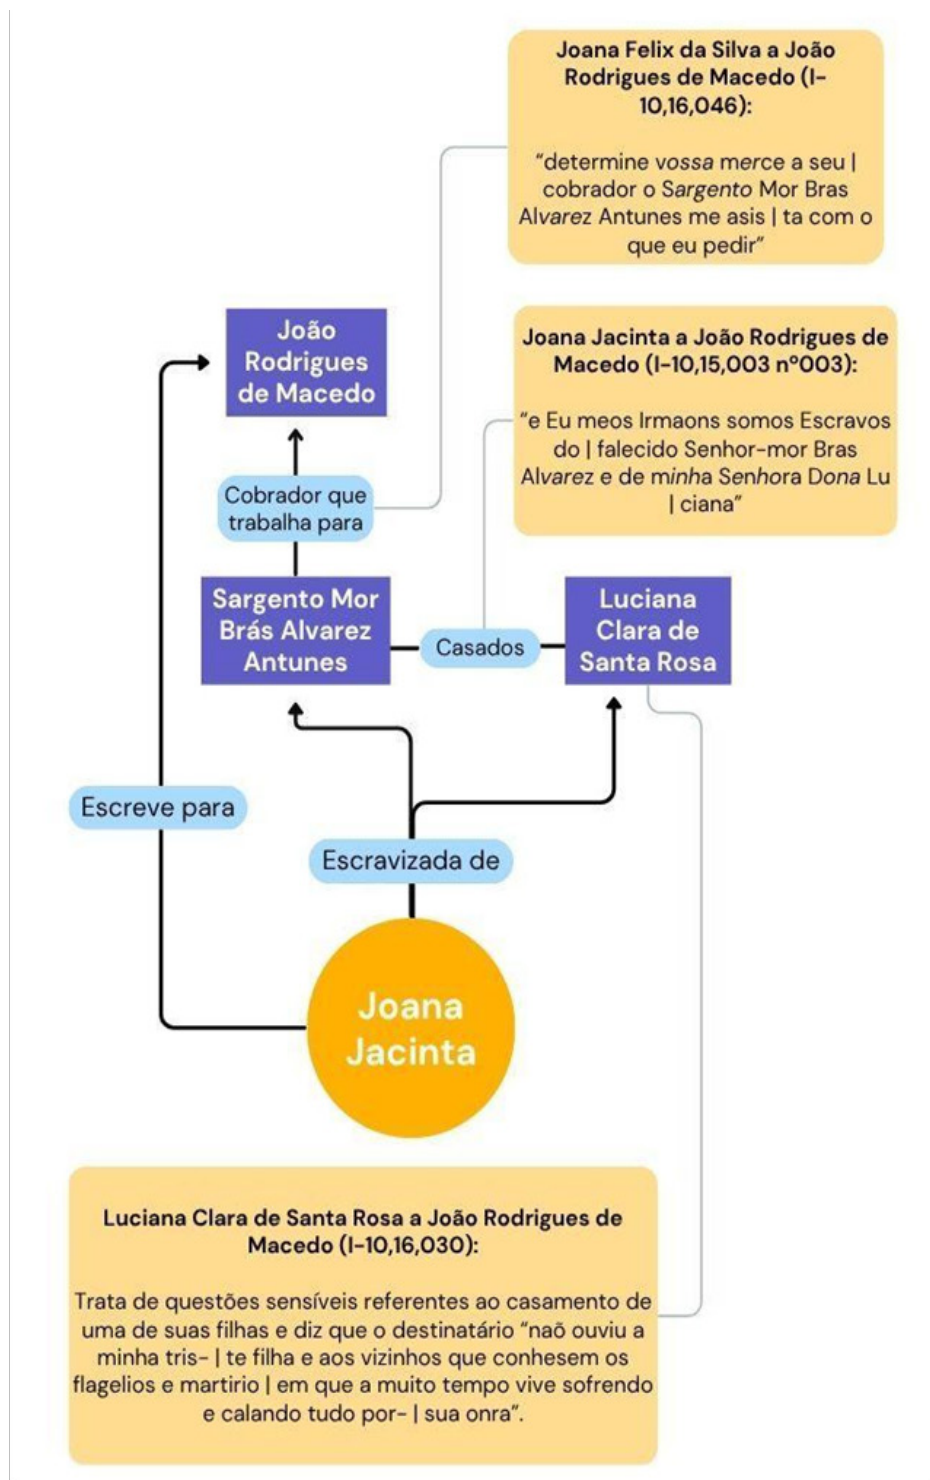 Joana Felix da Silva a João
Rodrigues de Macedo (I-
10,16,046):
“determine vossa merce a seu |
cobrador o Sargento Mor Bras
Alvarez Antunes me asis | ta com o
que eu pedir”
João
Rodrigues
de Macedo
Joana Jacinta a João Rodrigues de
Macedo (I-10,15,003 nº003):
“e Eu meos Irmaons somos Escravos
do | falecido Senhor-mor Bras
Alvarez e de minha Senhora Dona Lu
| ciana”
Cobrador que
trabalha para
Sargento Mor
Brás Alvarez
Antunes
Casados
Luciana
Clara de
Santa Rosa
Escreve para
Escravizada de
Joana
Jacinta
Luciana Clara de Santa Rosa a João Rodrigues de
Macedo (I-10,16,030):
Trata de questões sensíveis referentes ao casamento de
uma de suas filhas e diz que o destinatário “naõ ouviu a
minha tris- | te filha e aos vizinhos que conhesem os
flagelios e martirio | em que a muito tempo vive sofrendo
e calando tudo por- | sua onra”.